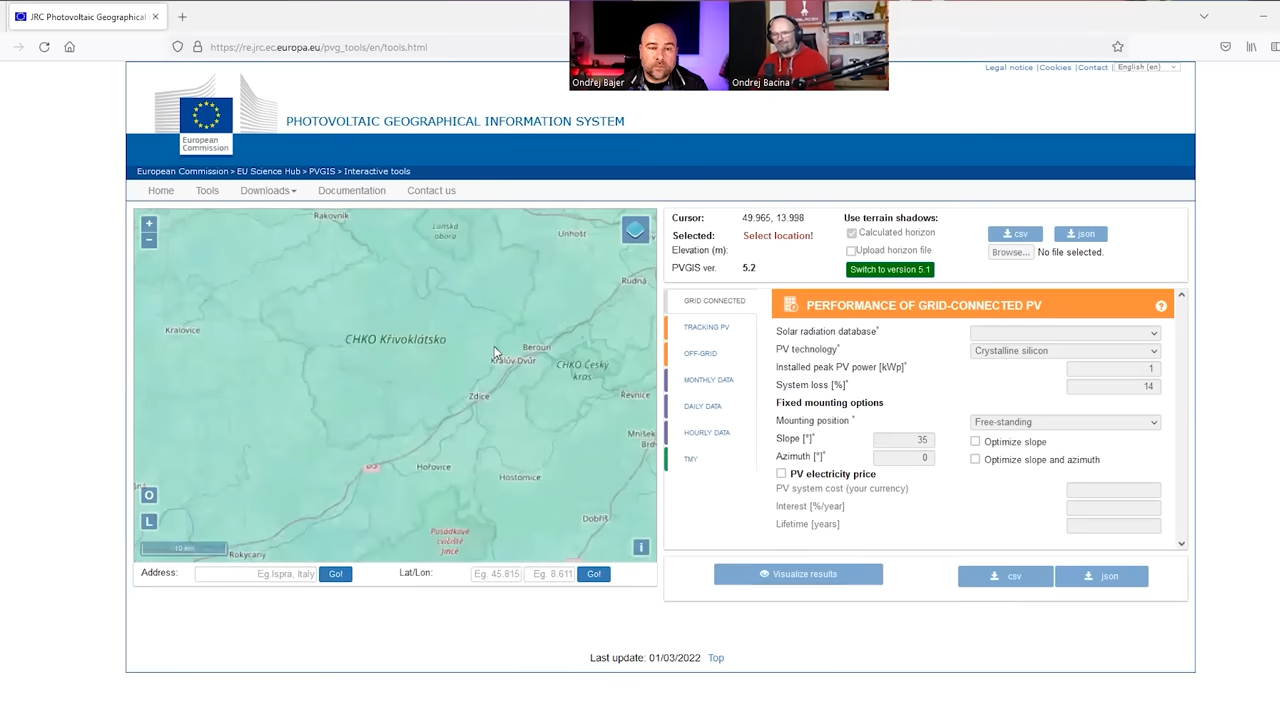 JRC Photovoltaic Geographical I
https://re.jrc.ec.europa.eu/pvg_tools/en/tools.html
Ondřej Bajer
Ondrej Bacina
Legal notice | Cookies | Contact | English (en)
European
Commission
PHOTOVOLTAIC GEOGRAPHICAL INFORMATION SYSTEM
European Commission > EU Science Hub > PVGIS > Interactive tools
Home Tools Downloads Documentation Contact us
Rakovník
Lánská
obora
Unhošť
Rudná
Kralovice
CHKO Křivoklátsko
Beroun
Králův Dvůr
CHKO Český
kras
Zdice
Řevnice
Mníšek
Brdy
D5
Hořovice
Hostomice
Dobříš
Posádkové
cvičiště
Jince
Rokycany
10 km
+
−
O
L
i
Address: Eg Ispra, Italy Go! Lat/Lon: Eg. 45.815 Eg. 8.611 Go!
Cursor: 49.965, 13.998
Selected: Select location!
Elevation (m):
PVGIS ver. 5.2
Use terrain shadows:
Calculated horizon
Upload horizon file
Switch to version 5.1
csv json
Browse... No file selected.
GRID CONNECTED
TRACKING PV
OFF-GRID
MONTHLY DATA
DAILY DATA
HOURLY DATA
TMY
PERFORMANCE OF GRID-CONNECTED PV ?
Solar radiation database*
PV technology* Crystalline silicon
Installed peak PV power [kWp]* 1
System loss [%]* 14
Fixed mounting options
Mounting position * Free-standing
Slope [°]* 35 Optimize slope
Azimuth [°]* 0 Optimize slope and azimuth
PV electricity price
PV system cost (your currency)
Interest [%/year]
Lifetime [years]
Visualize results csv json
Last update: 01/03/2022 Top